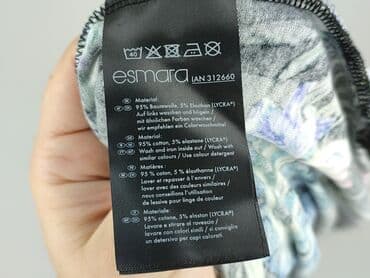 40
esmara IAN 312660
Material:
95% Baumwolle, 5% Elasthan (LYCRA®)
Auf links waschen und bügeln /
mit ähnlichen Farben waschen /
wir empfehlen ein Colorwaschmittel
Material:
95% cotton, 5% elastane (LYCRA®)
Wash and iron inside out / Wash with
similar colours / Use colour detergent
Matières :
95 % coton, 5 % élasthanne (LYCRA®)
Laver et repasser à l'envers /
laver avec des couleurs similaires /
nous conseillons l'utilisation
de lessive pour linge de couleur
Materiale:
95% cotone, 5% elastan (LYCRA®)
Lavare e stirare a rovescio /
lavare con colori simili / si consiglia
un detersivo per capi colorati.